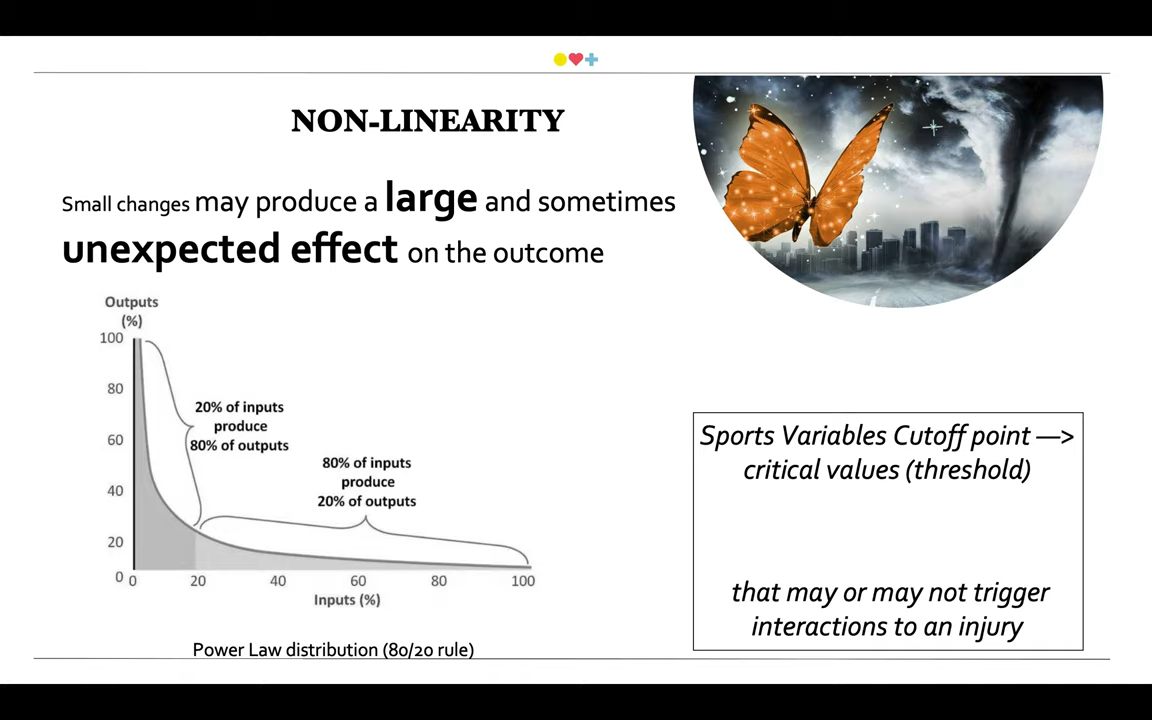 NON-LINEARITY
Small changes may produce a large and sometimes
unexpected effect on the outcome
Outputs
(%)
100
80
60
40
20
0
20% of inputs
produce
80% of outputs
80% of inputs
produce
20% of outputs
0 20 40 60 80 100
Inputs (%)
Power Law distribution (80/20 rule)
Sports Variables Cutoff point —>
critical values (threshold)
that may or may not trigger
interactions to an injury